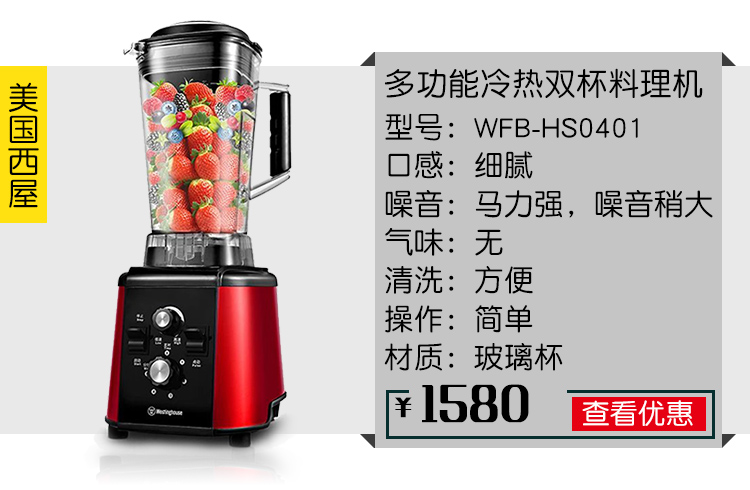 美国西屋
多功能冷热双杯料理机
型号：WFB-HS0401
口感：细腻
噪音：马力强，噪音稍大
气味：无
清洗：方便
操作：简单
材质：玻璃杯
¥ 1580
查看优惠
Westinghouse